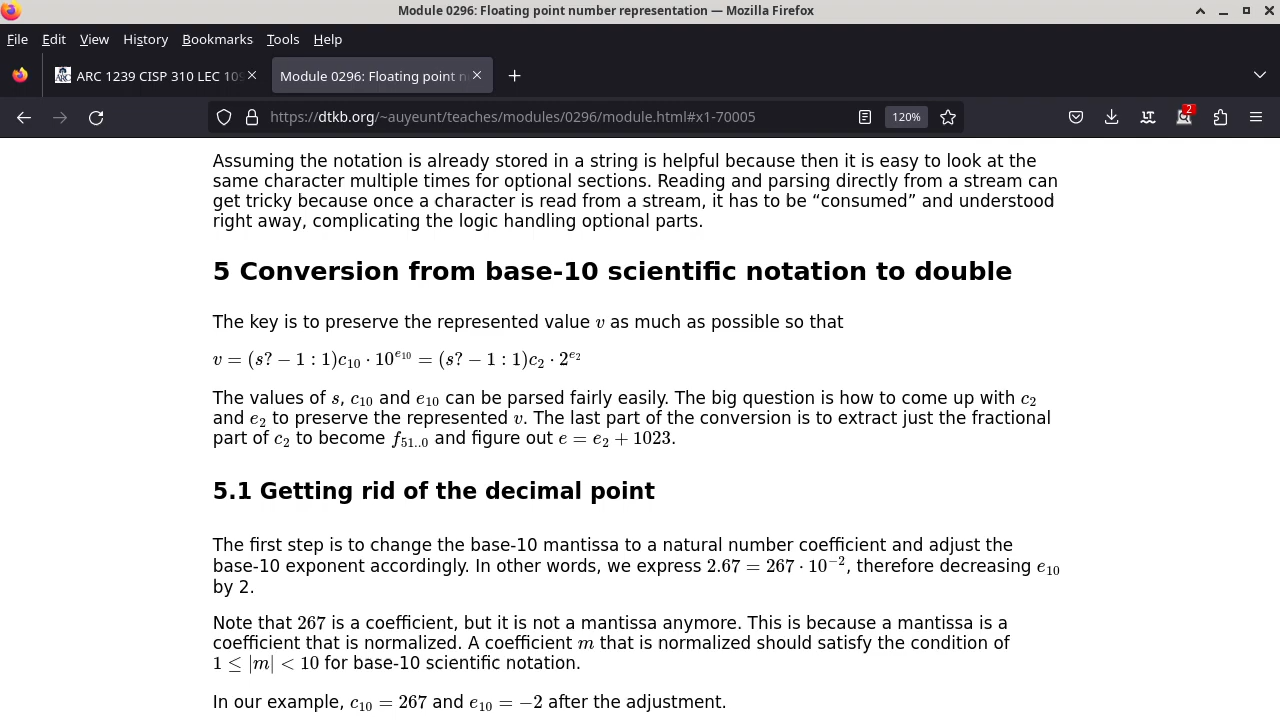 Module 0296: Floating point number representation — Mozilla Firefox
File Edit View History Bookmarks Tools Help
ARC 1239 CISP 310 LEC 109
Module 0296: Floating point n
https://dtkb.org/~auyeunt/teaches/modules/0296/module.html#x1-70005
120%
2
Assuming the notation is already stored in a string is helpful because then it is easy to look at the
same character multiple times for optional sections. Reading and parsing directly from a stream can
get tricky because once a character is read from a stream, it has to be “consumed” and understood
right away, complicating the logic handling optional parts.
5 Conversion from base-10 scientific notation to double
The key is to preserve the represented value v as much as possible so that
v = (s? − 1 : 1)c₁₀ · 10^{e₁₀} = (s? − 1 : 1)c₂ · 2^{e₂}
The values of s, c₁₀ and e₁₀ can be parsed fairly easily. The big question is how to come up with c₂
and e₂ to preserve the represented v. The last part of the conversion is to extract just the fractional
part of c₂ to become f₅₁..₀ and figure out e = e₂ + 1023.
5.1 Getting rid of the decimal point
The first step is to change the base-10 mantissa to a natural number coefficient and adjust the
base-10 exponent accordingly. In other words, we express 2.67 = 267 · 10⁻², therefore decreasing e₁₀
by 2.
Note that 267 is a coefficient, but it is not a mantissa anymore. This is because a mantissa is a
coefficient that is normalized. A coefficient m that is normalized should satisfy the condition of
1 ≤ |m| < 10 for base-10 scientific notation.
In our example, c₁₀ = 267 and e₁₀ = −2 after the adjustment.